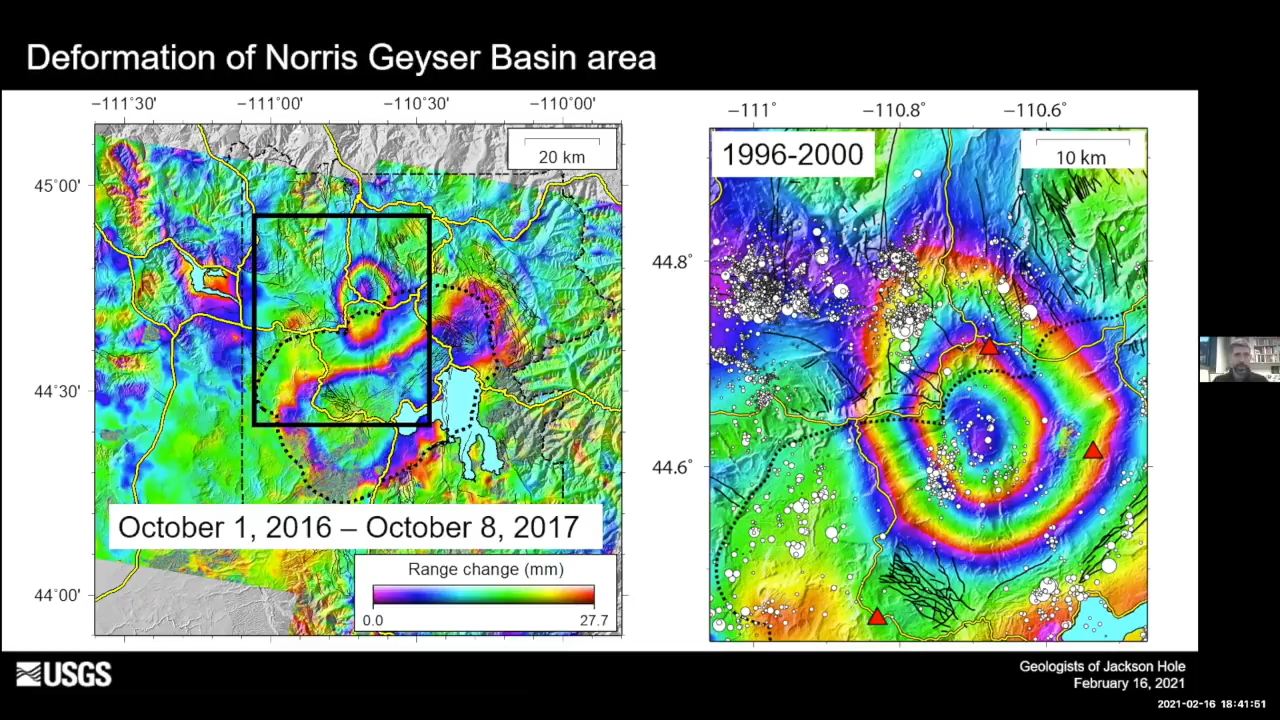 Deformation of Norris Geyser Basin area
−111˚30'
−111˚00'
−110˚30'
−110˚00'
20 km
45˚00'
44˚30'
44˚00'
October 1, 2016 – October 8, 2017
Range change (mm)
0.0
27.7
−111˚
−110.8˚
−110.6˚
1996-2000
10 km
44.8˚
44.6˚
USGS
Geologists of Jackson Hole
February 16, 2021
2021-02-16 18:41:51